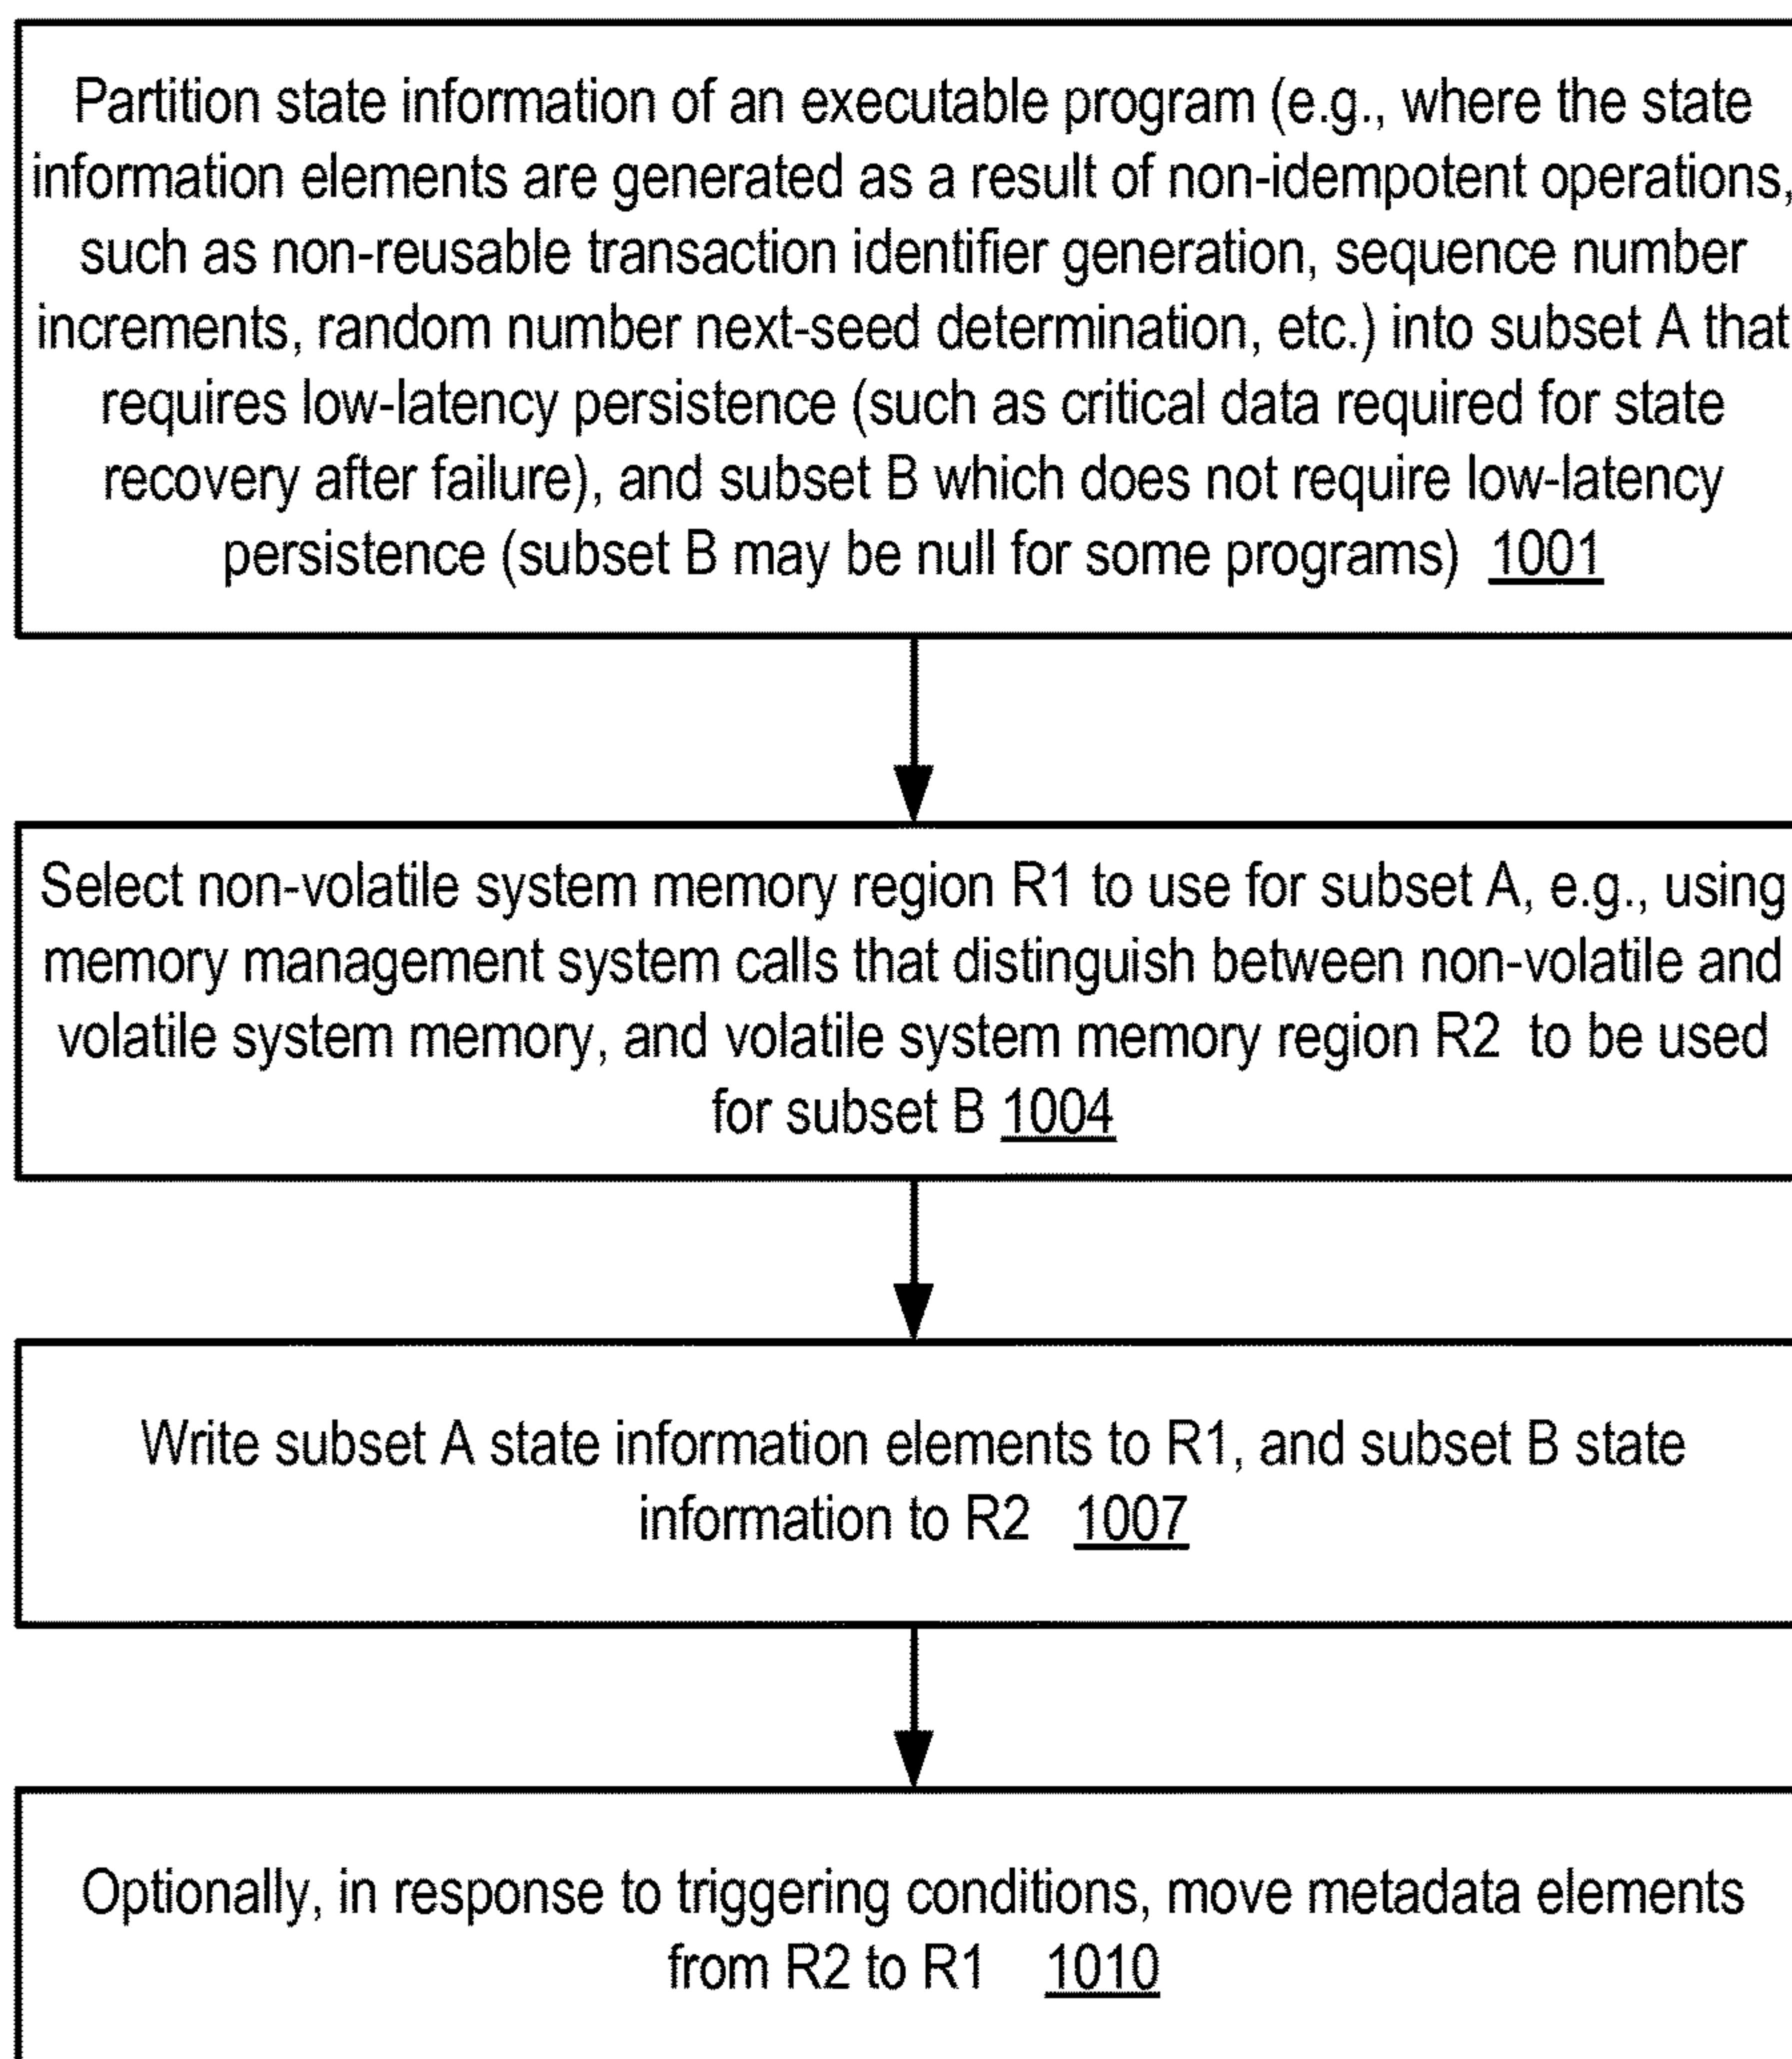 Partition state information of an executable program (e.g., where the state
information elements are generated as a result of non-idempotent operations,
such as non-reusable transaction identifier generation, sequence number
increments, random number next-seed determination, etc.) into subset A that
requires low-latency persistence (such as critical data required for state
recovery after failure), and subset B which does not require low-latency
persistence (subset B may be null for some programs) 1001
Select non-volatile system memory region R1 to use for subset A, e.g., using
memory management system calls that distinguish between non-volatile and
volatile system memory, and volatile system memory region R2 to be used
for subset B 1004
Write subset A state information elements to R1, and subset B state
information to R2 1007
Optionally, in response to triggering conditions, move metadata elements
from R2 to R1 1010